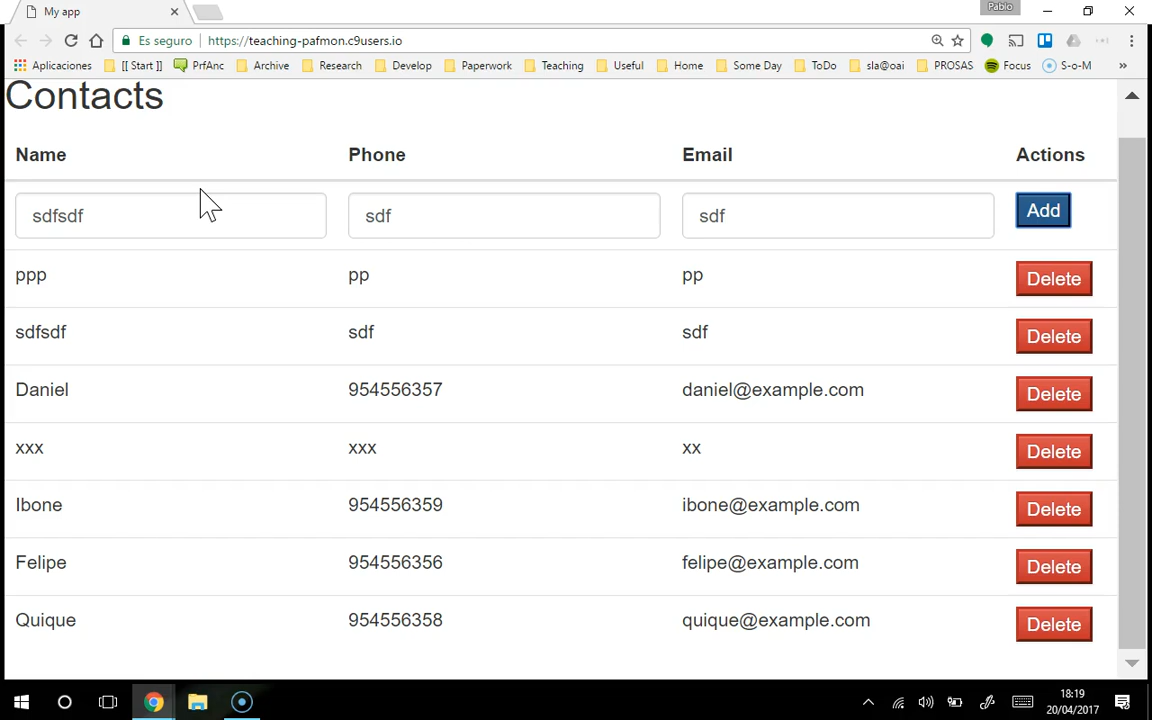 My app
Pablo
Es seguro https://teaching-pafmon.c9users.io
Aplicaciones [[ Start ]] PrfAnc Archive Research Develop Paperwork Teaching Useful Home Some Day ToDo sla@oai PROSAS Focus S-o-M »
Contacts
Name Phone Email Actions
sdfsdf sdf sdf Add
ppp pp pp Delete
sdfsdf sdf sdf Delete
Daniel 954556357 daniel@example.com Delete
xxx xxx xx Delete
Ibone 954556359 ibone@example.com Delete
Felipe 954556356 felipe@example.com Delete
Quique 954556358 quique@example.com Delete
18:19
20/04/2017